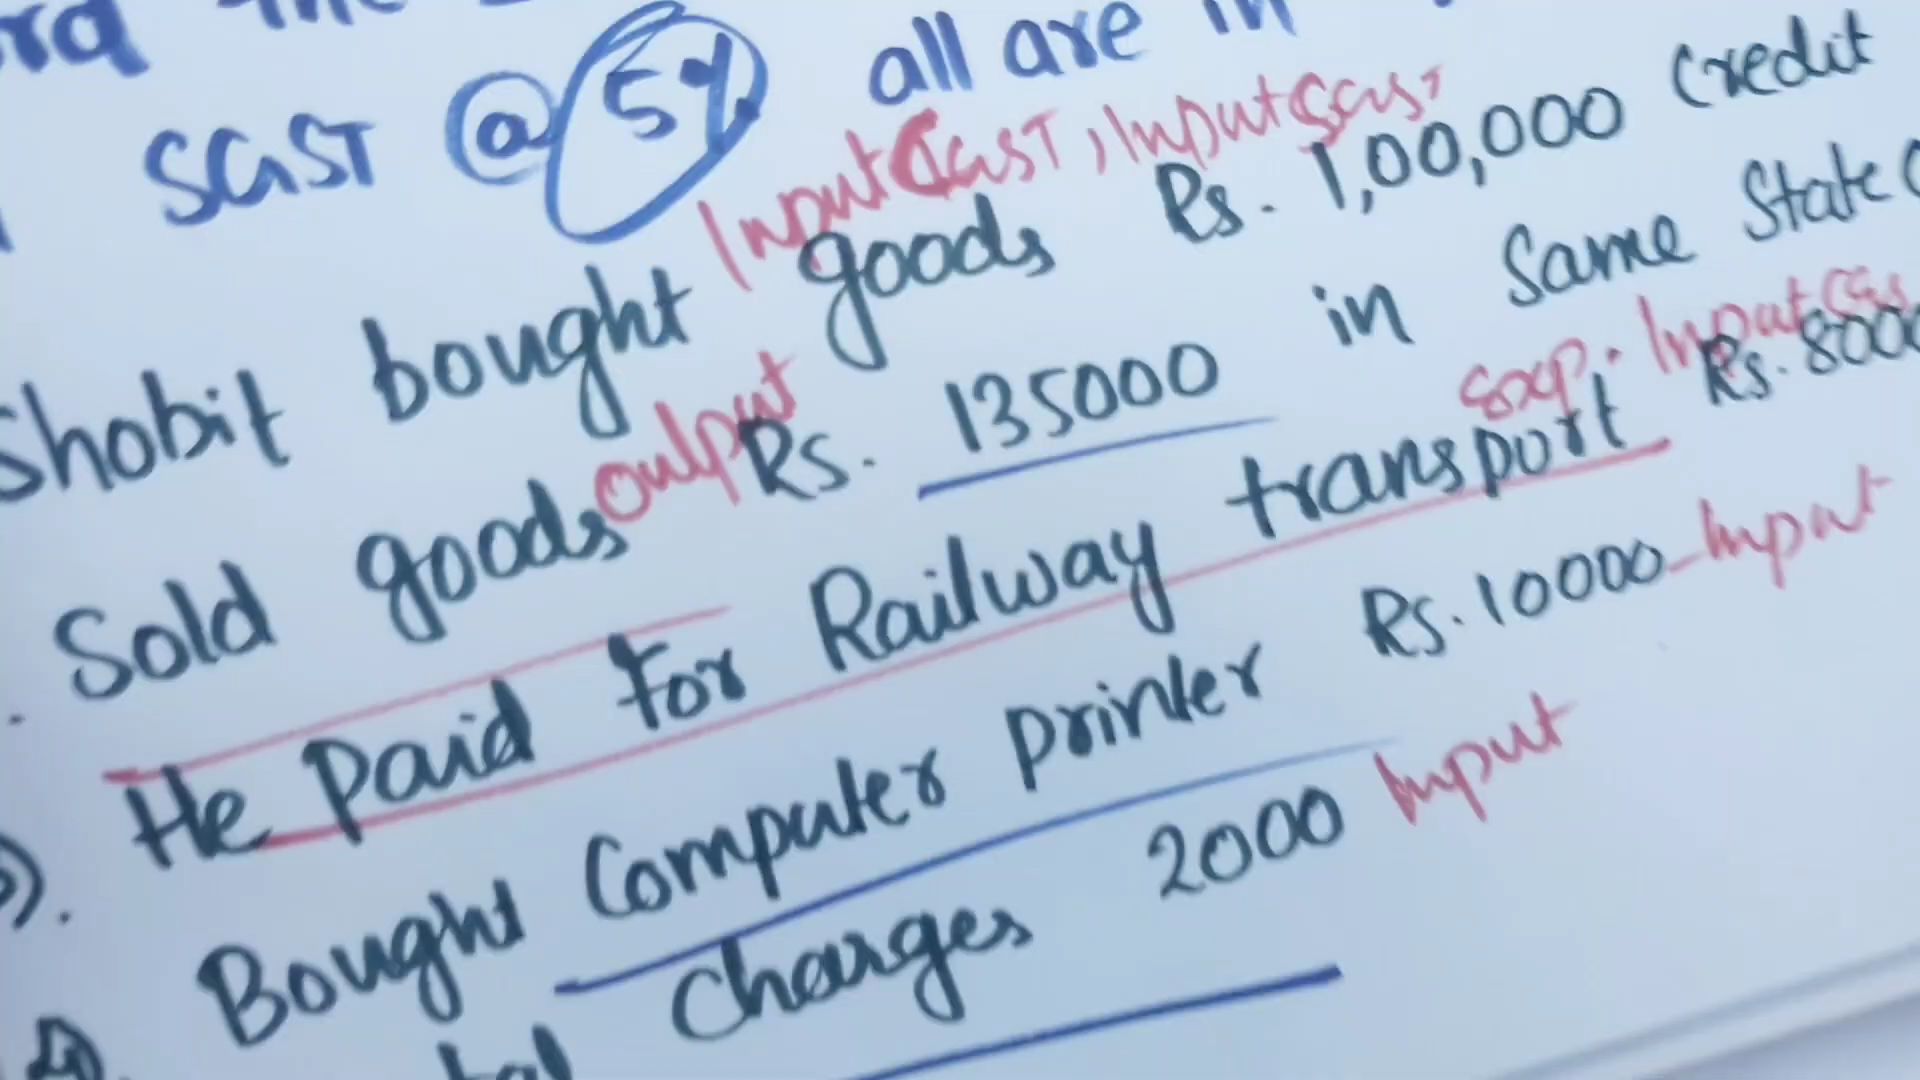 SGST @ 5% all are in
Input CGST, Input SGST
Shobit bought goods Rs. 1,00,000 credit
output
Sold goods Rs. 135000 in Same State
exp. Input
He paid for Railway transport Rs. 8000
Bought Computer printer Rs. 10000 Input
Charges 2000 Input